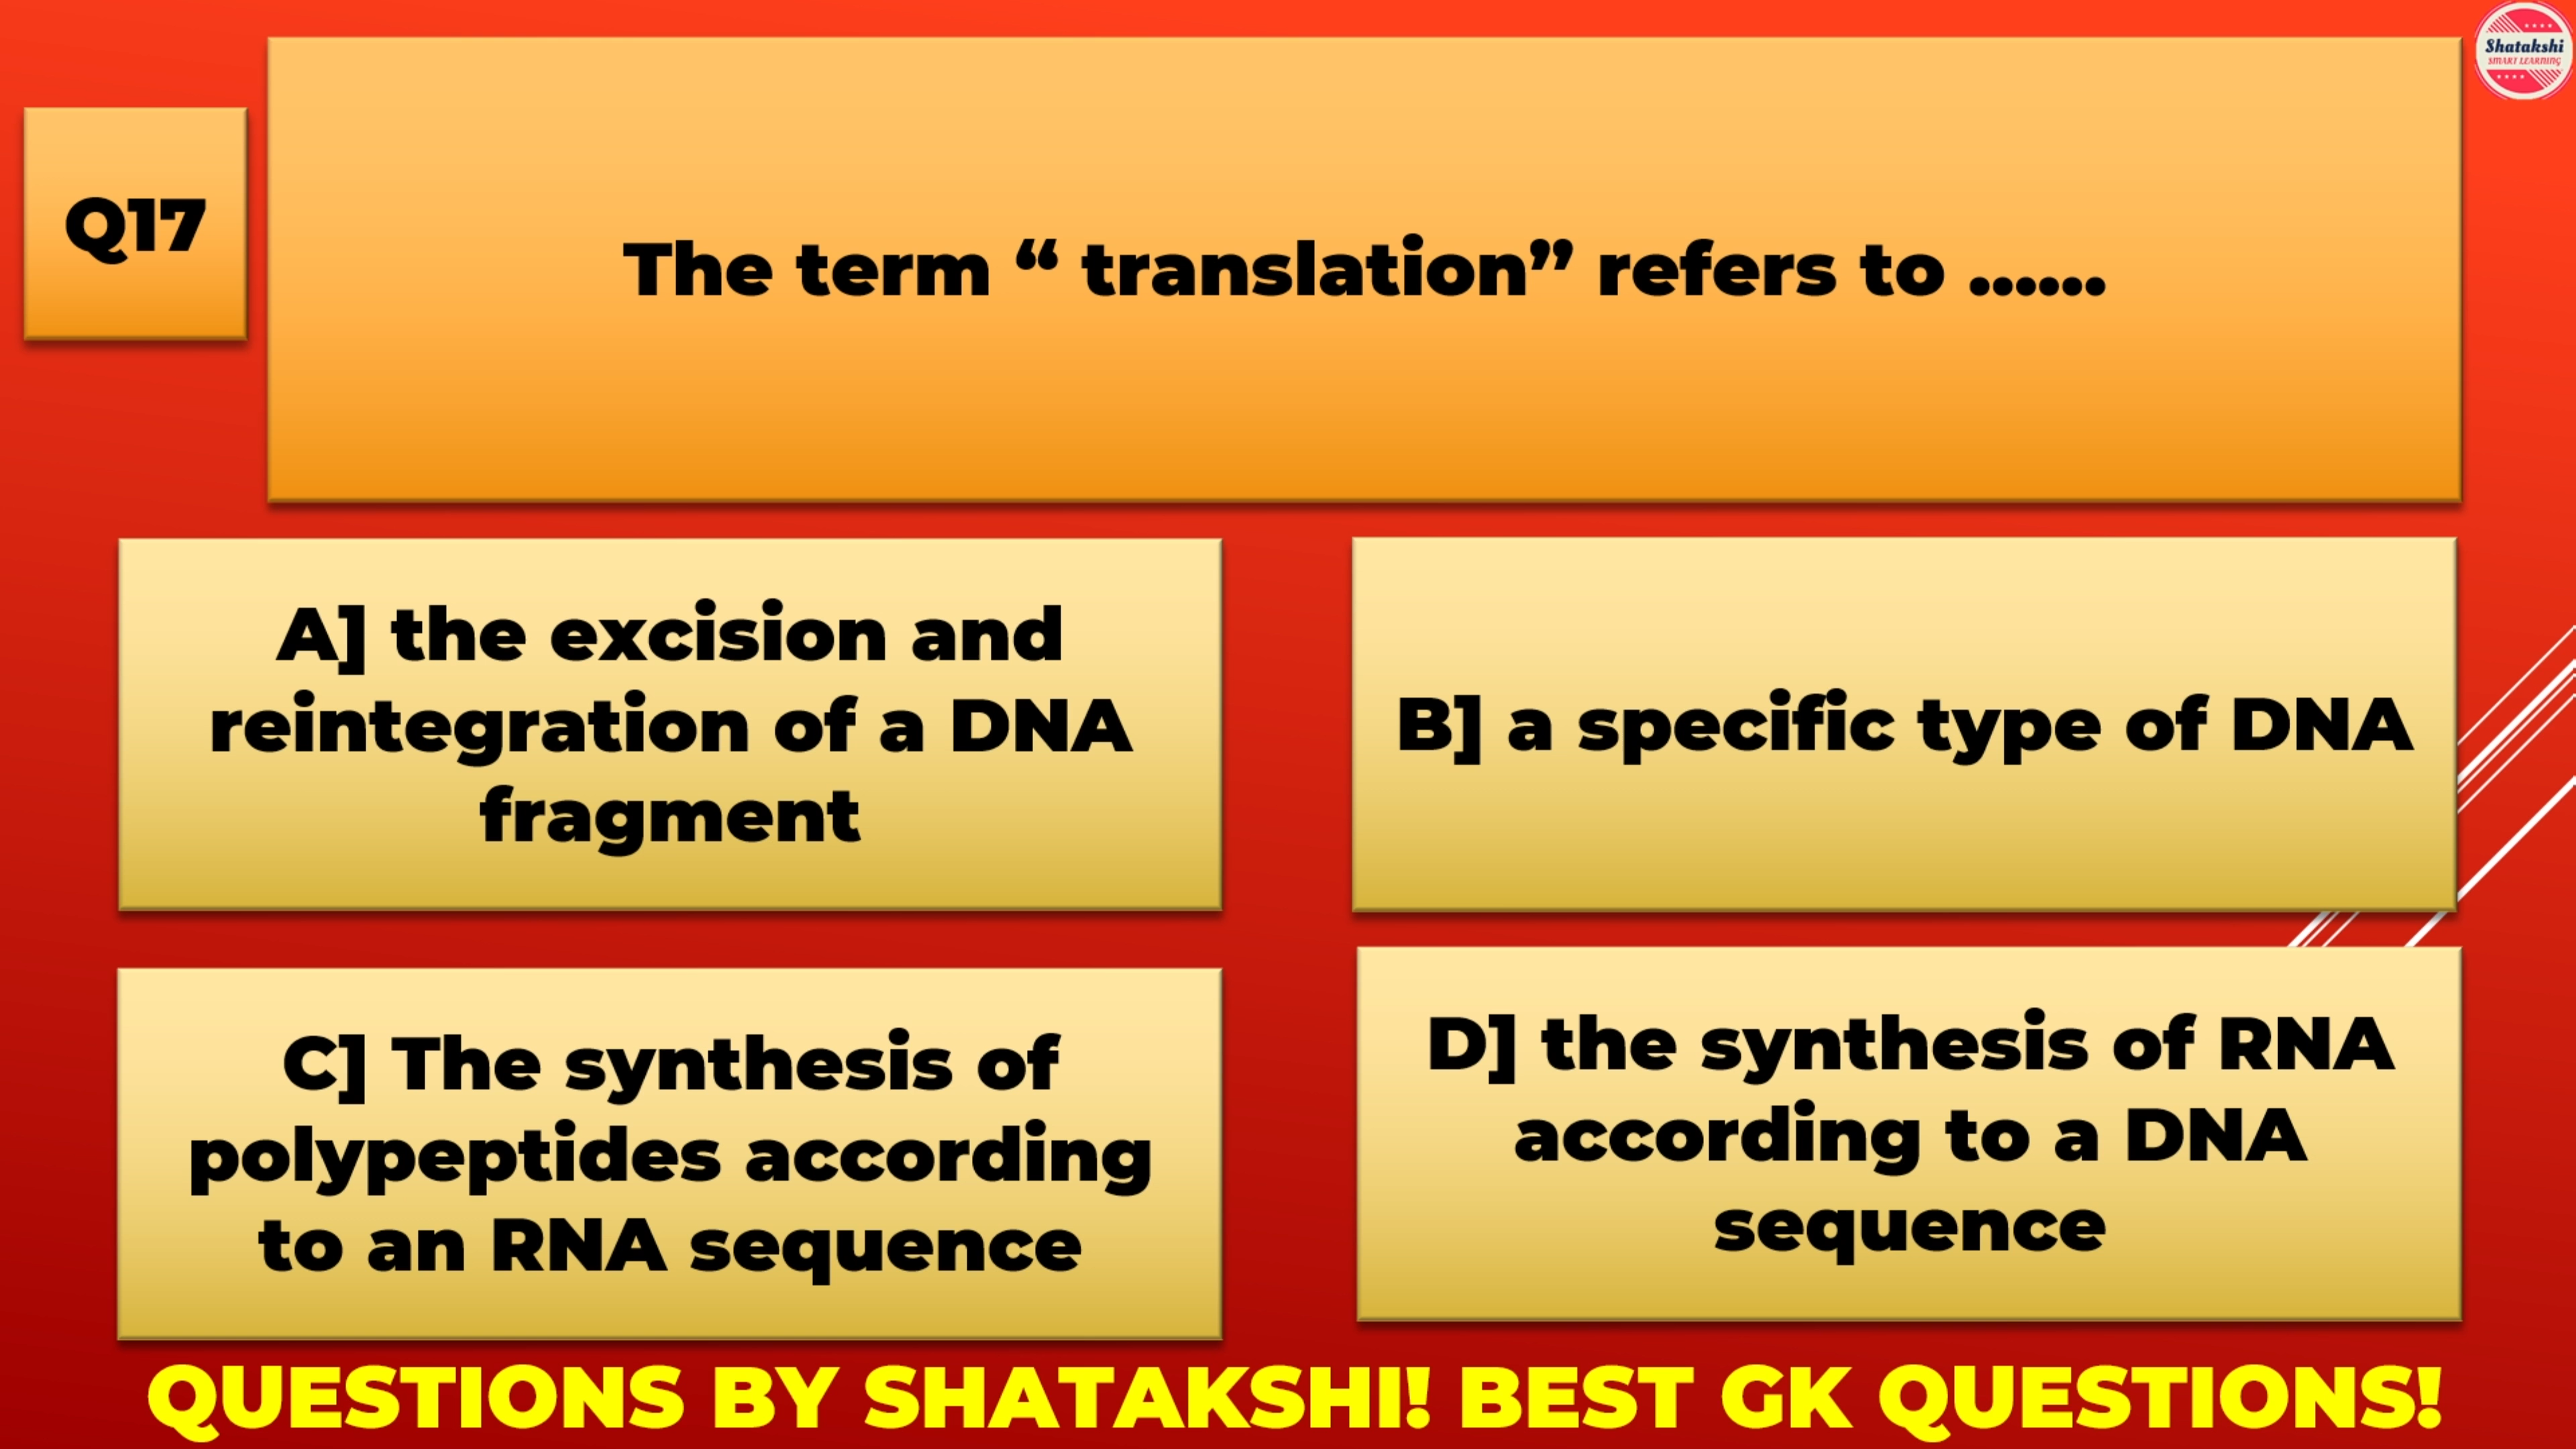 Shatakshi
SMART LEARNING
Q17
The term “ translation” refers to ......
A] the excision and
reintegration of a DNA
fragment
B] a specific type of DNA
C] The synthesis of
polypeptides according
to an RNA sequence
D] the synthesis of RNA
according to a DNA
sequence
QUESTIONS BY SHATAKSHI! BEST GK QUESTIONS!